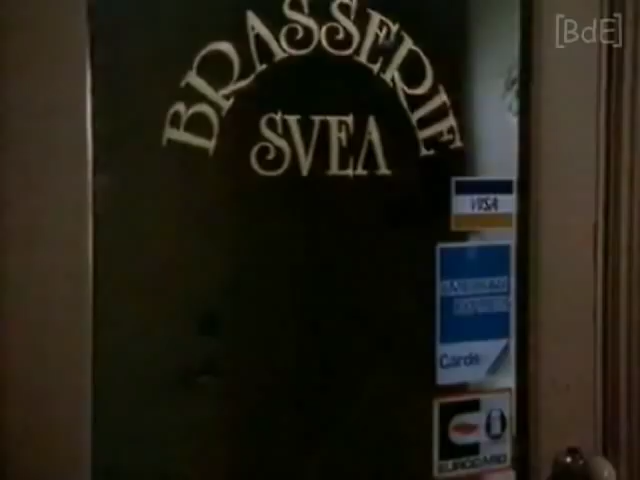 [BdE]
BRASSERIE
SVEA
VISA
AMERICAN
EXPRESS
Cards
EUROCARD